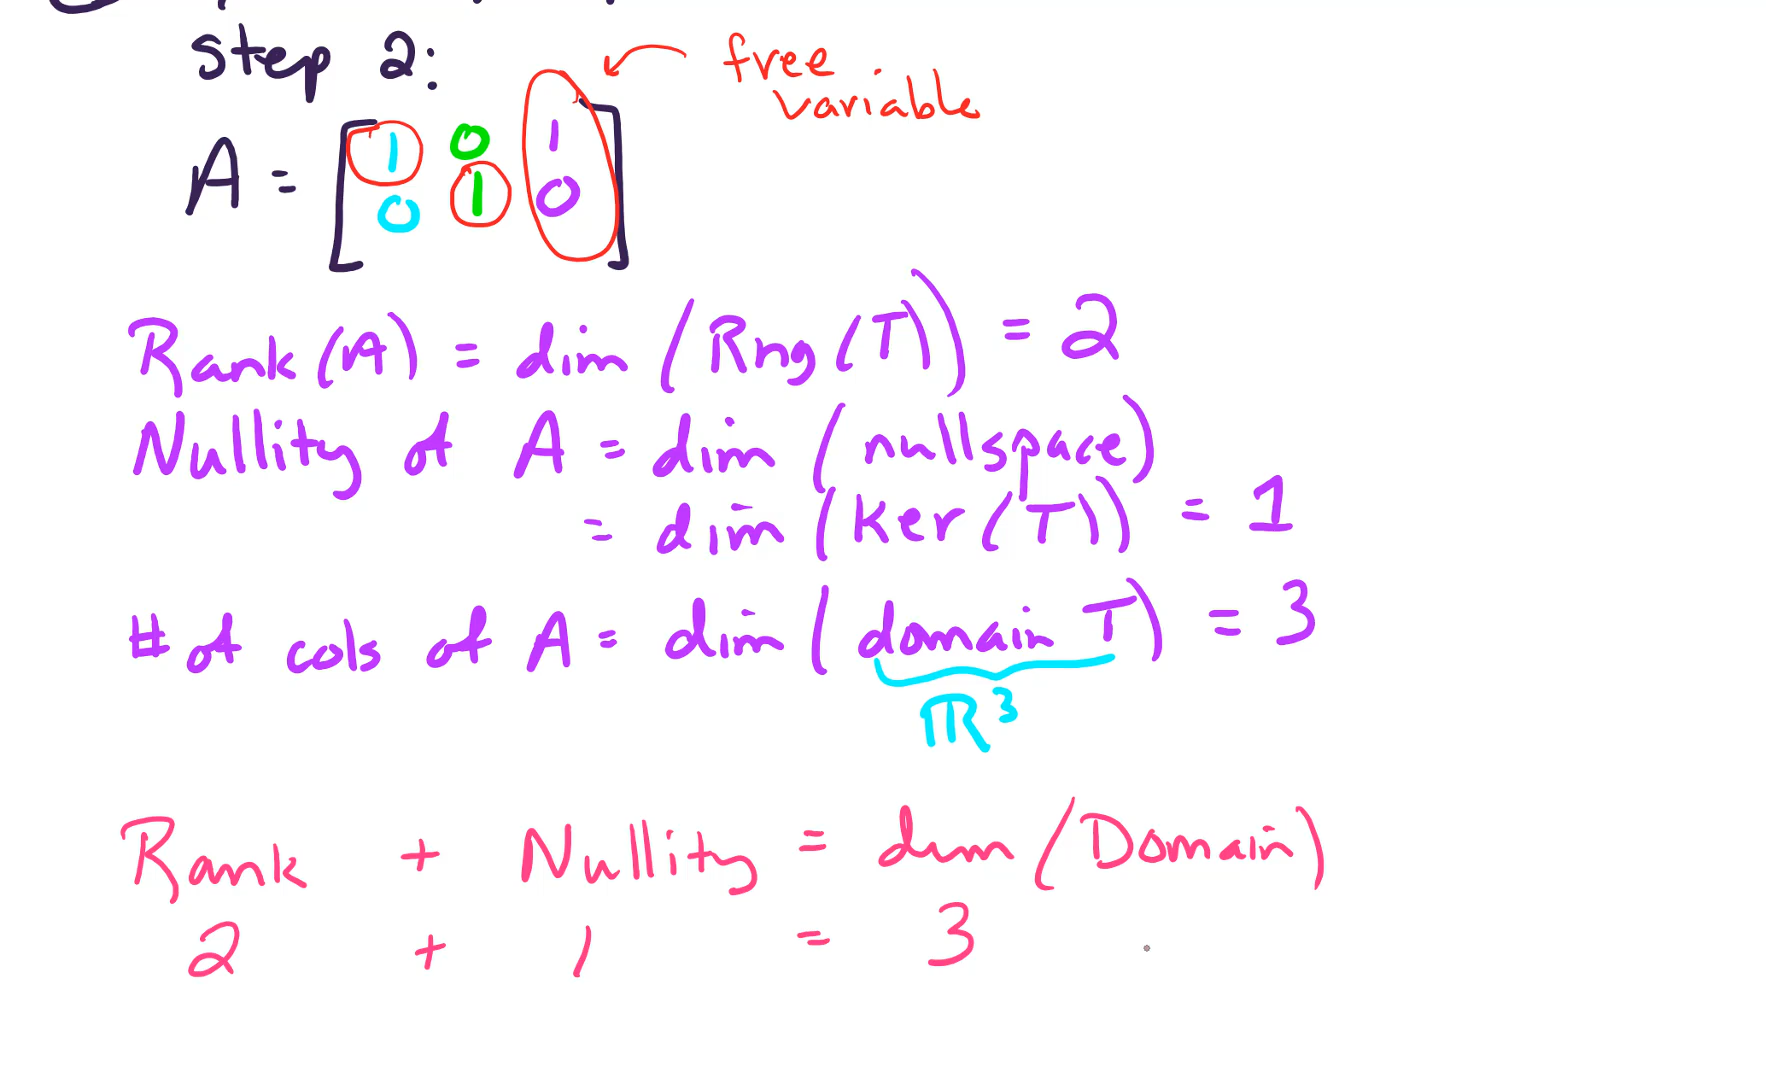 step 2:
free
variable
A = [ 1 0 1
0 1 0 ]
Rank (A) = dim (Rng (T)) = 2
Nullity of A = dim (nullspace)
= dim (Ker (T)) = 1
# of cols of A = dim (domain T) = 3
ℝ³
Rank + Nullity = dim (Domain)
2 + 1 = 3